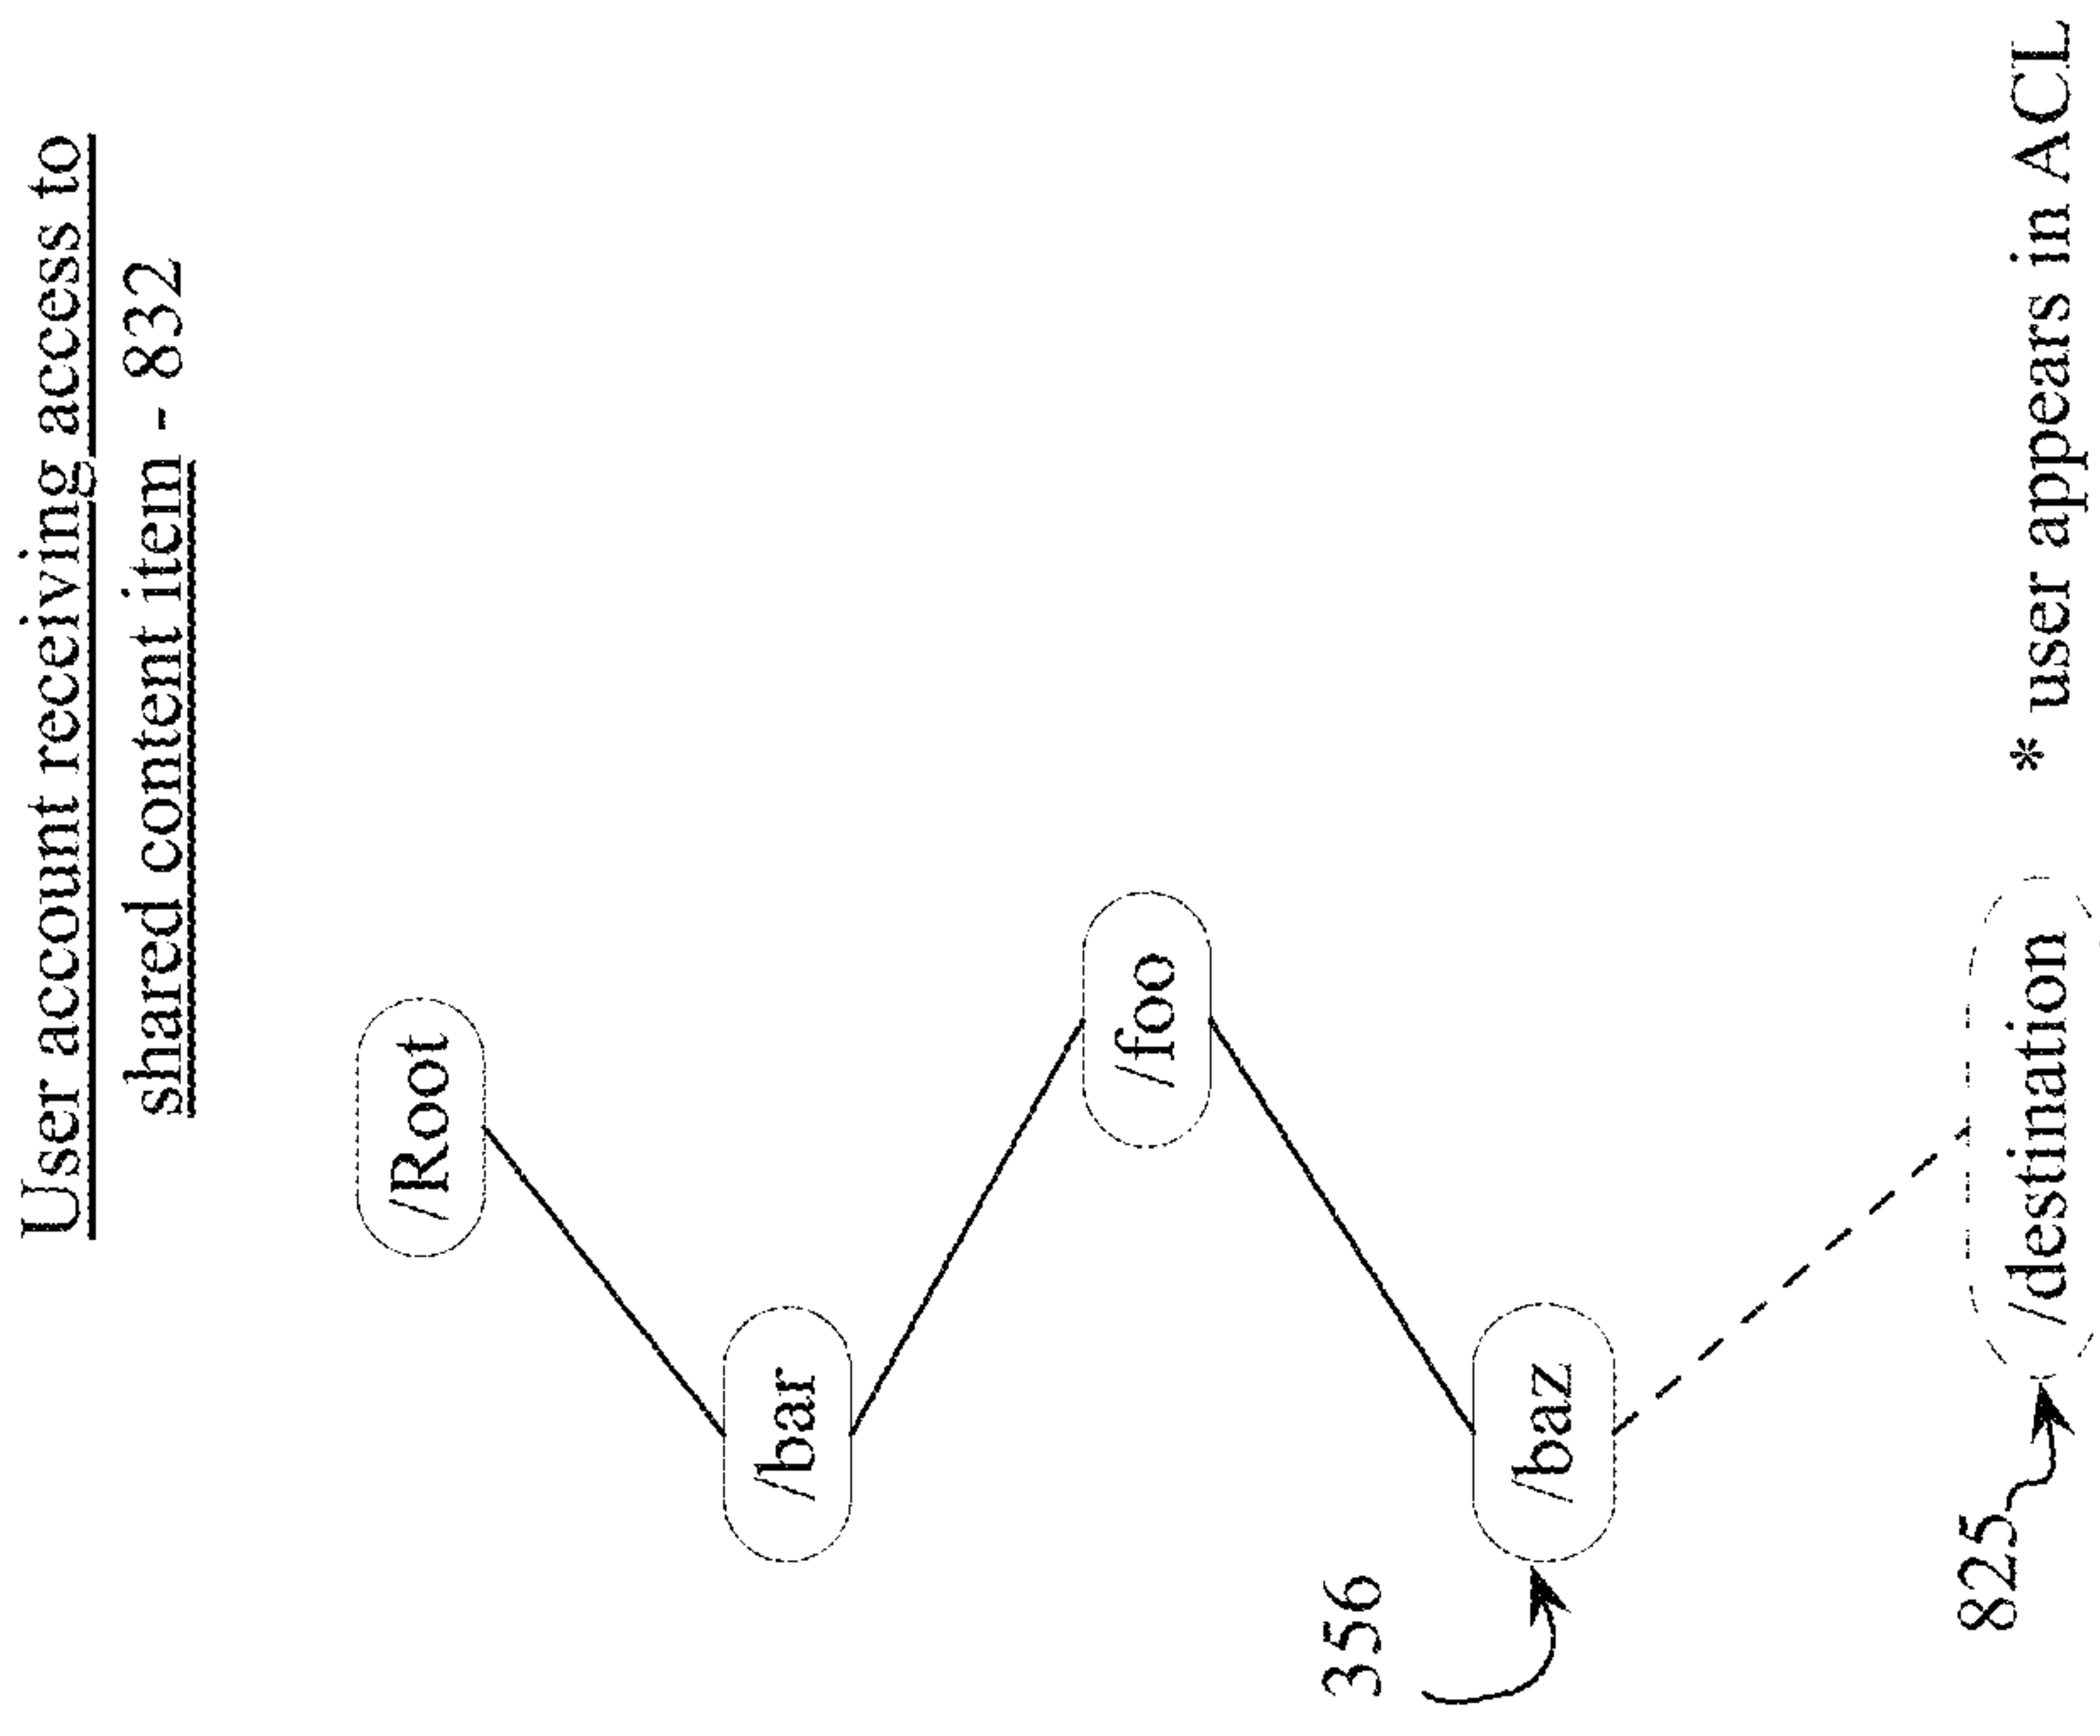 User account receiving access to
shared content item - 832
/Root
/bar
/foo
356
/baz
825
/destination
* user appears in ACL